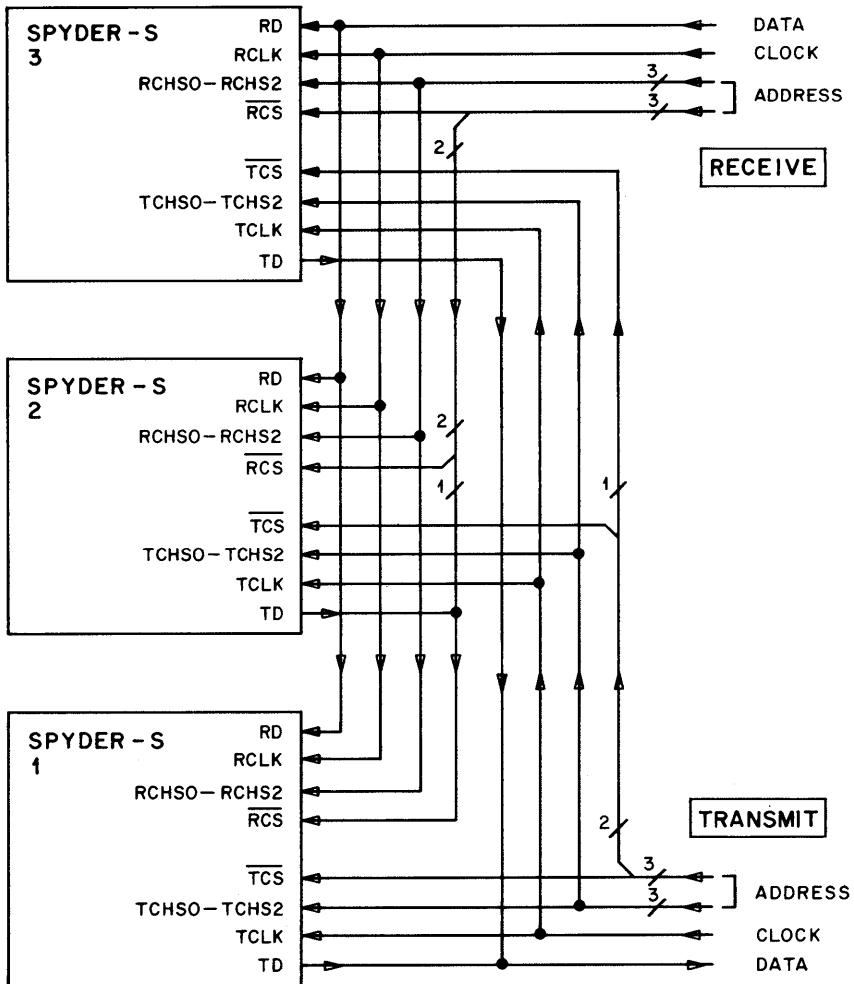 SPYDER-S
3
RD
RCLK
RCHSO-RCHS2
RCS
TCS
TCHSO-TCHS2
TCLK
TD
DATA
CLOCK
3
3
ADDRESS
2
RECEIVE
SPYDER-S
2
RD
RCLK
RCHSO-RCHS2
RCS
TCS
TCHSO-TCHS2
TCLK
TD
2
1
1
SPYDER-S
1
RD
RCLK
RCHSO-RCHS2
RCS
TCS
TCHSO-TCHS2
TCLK
TD
TRANSMIT
2
3
3
ADDRESS
CLOCK
DATA